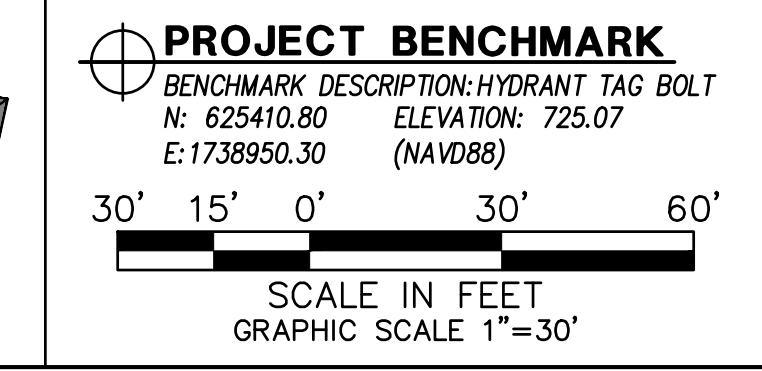 PROJECT BENCHMARK
BENCHMARK DESCRIPTION: HYDRANT TAG BOLT
N: 625410.80 ELEVATION: 725.07
E: 1738950.30 (NAVD88)
30' 15' 0' 30' 60'
SCALE IN FEET
GRAPHIC SCALE 1"=30'